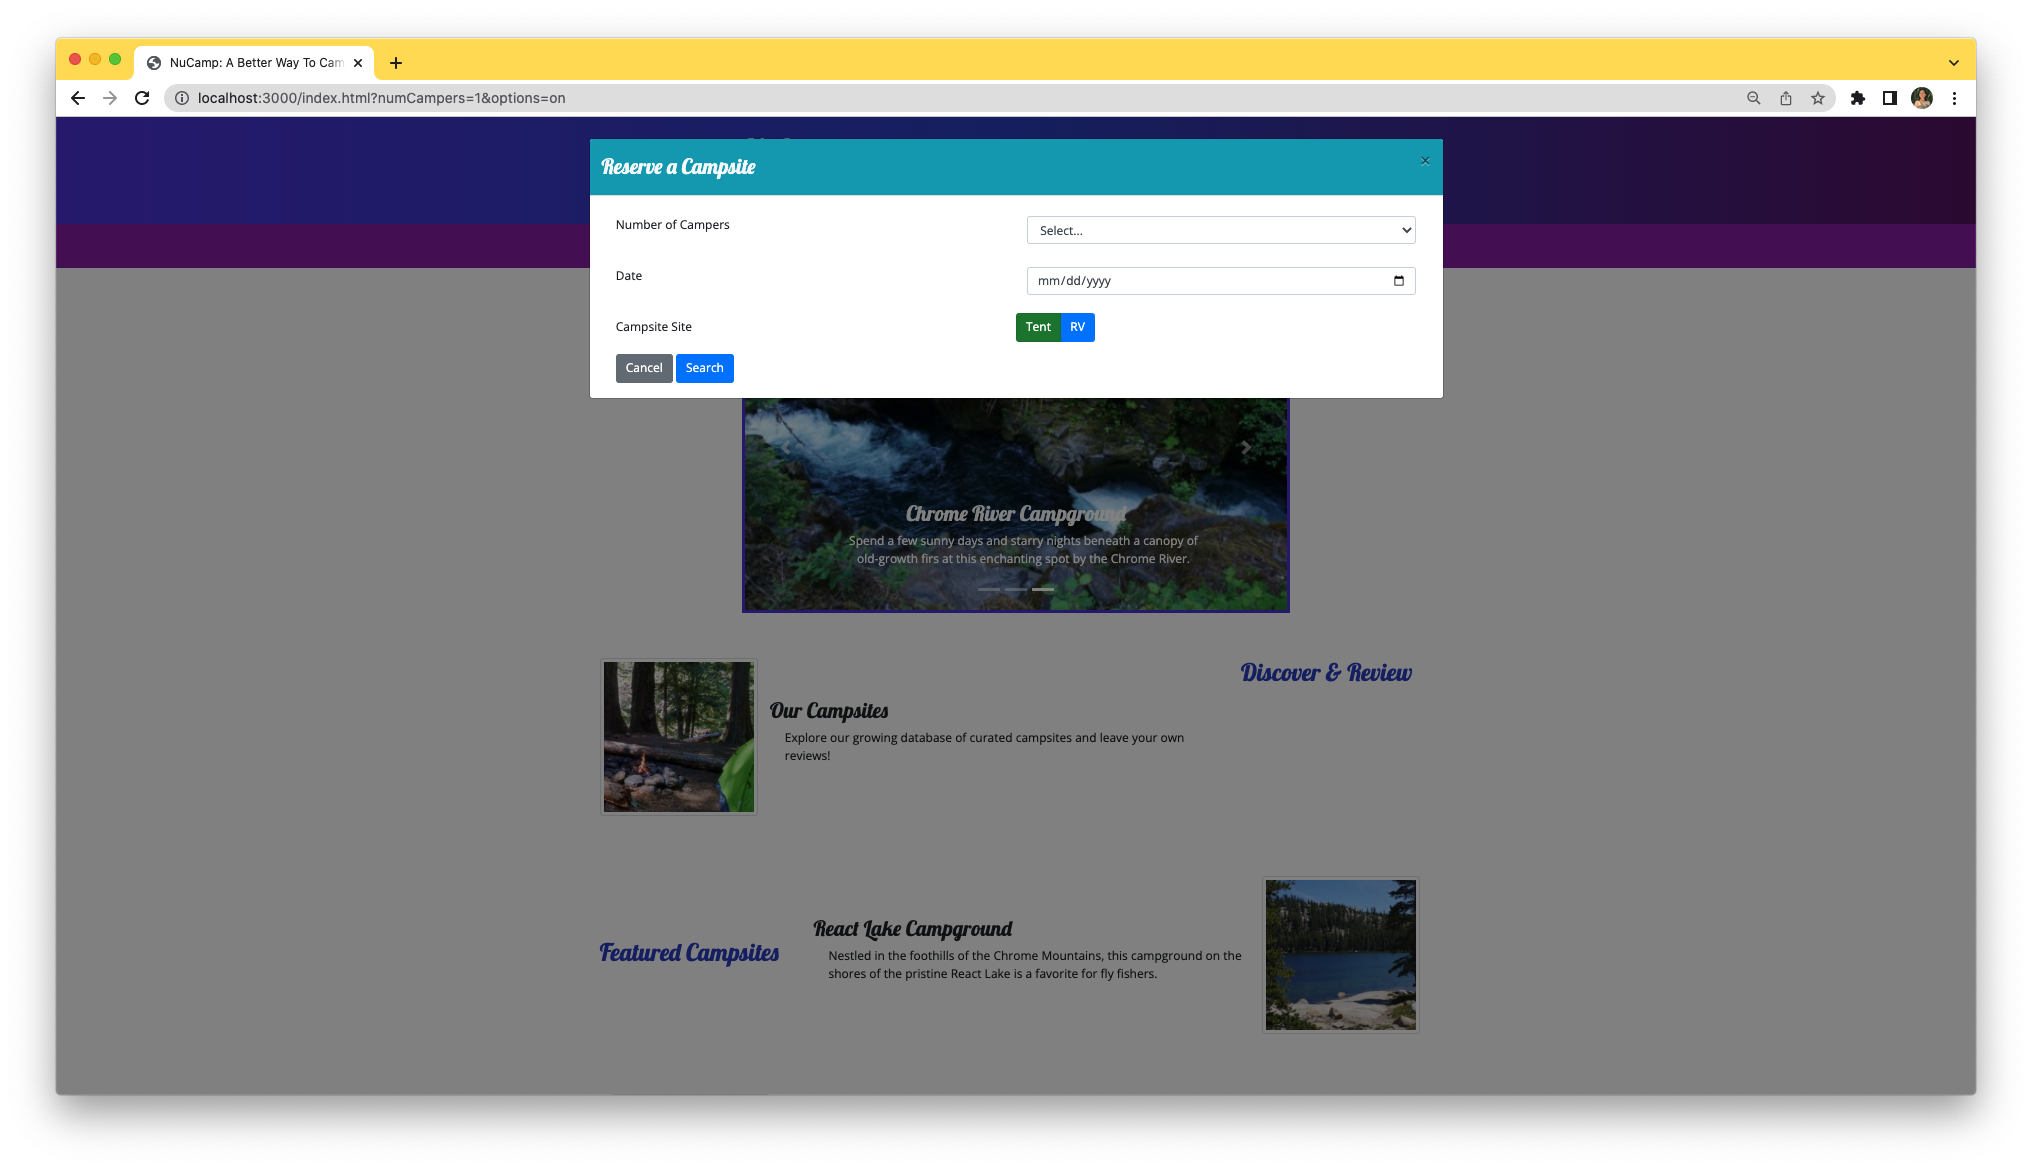 NuCamp: A Better Way To Cam
localhost:3000/index.html?numCampers=1&options=on
Reserve a Campsite
×
Number of Campers
Select...
Date
mm/dd/yyyy
Campsite Site
Tent
RV
Cancel
Search
Chrome River Campground
Spend a few sunny days and starry nights beneath a canopy of
old-growth firs at this enchanting spot by the Chrome River.
Discover & Review
Our Campsites
Explore our growing database of curated campsites and leave your own
reviews!
React Lake Campground
Featured Campsites
Nestled in the foothills of the Chrome Mountains, this campground on the
shores of the pristine React Lake is a favorite for fly fishers.